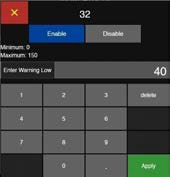 × 32
Enable Disable
Minimum: 0
Maximum: 150
Enter Warning Low 40
1 2 3 delete
4 5 6
7 8 9
0 . Apply